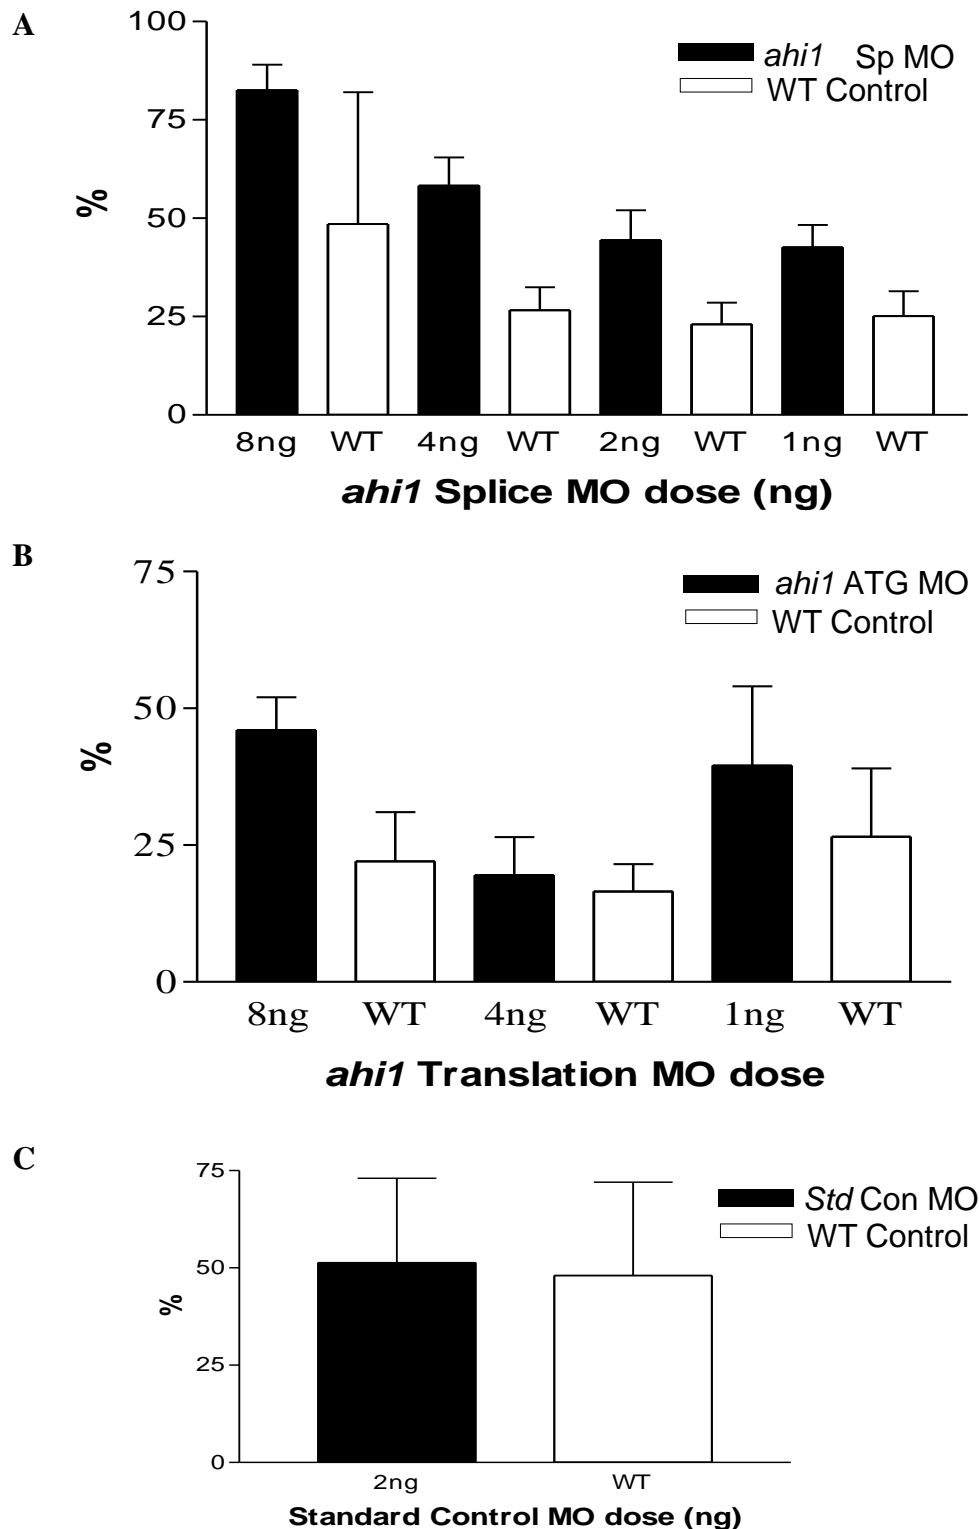 A
100
75
50
25
0
%
ahi1 Sp MO
WT Control
8ng WT 4ng WT 2ng WT 1ng WT
ahi1 Splice MO dose (ng)
B
75
50
25
0
%
ahi1 ATG MO
WT Control
8ng WT 4ng WT 1ng WT
ahi1 Translation MO dose
C
75
50
25
0
%
Std Con MO
WT Control
2ng WT
Standard Control MO dose (ng)